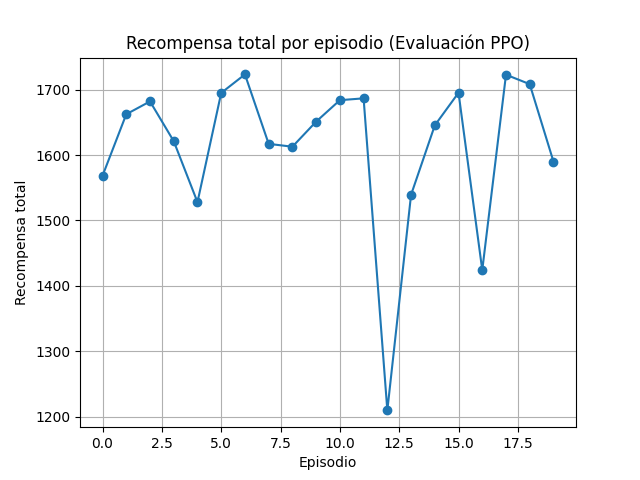 Recompensa total por episodio (Evaluación PPO)
Recompensa total
1700
1600
1500
1400
1300
1200
0.0 2.5 5.0 7.5 10.0 12.5 15.0 17.5
Episodio